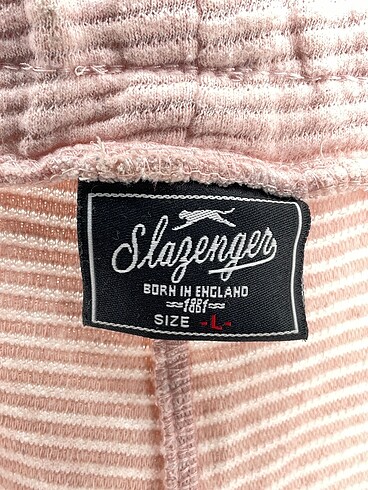 Slazenger
BORN IN ENGLAND
1881
SIZE -L-